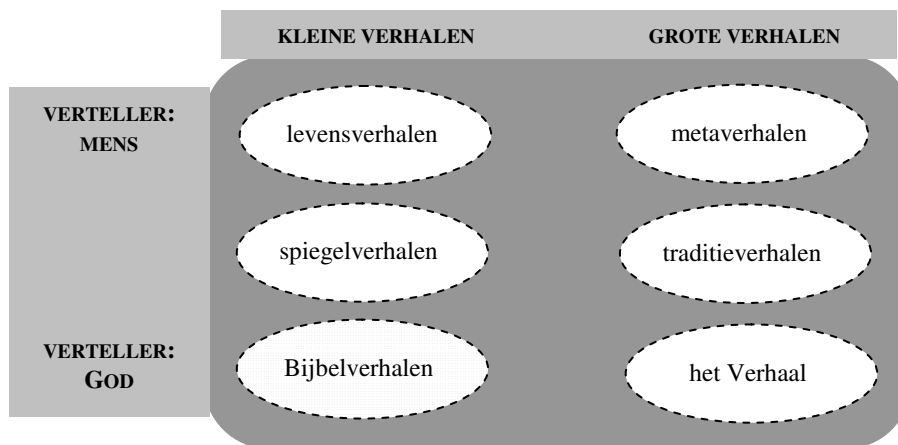 KLEINE VERHALEN GROTE VERHALEN
VERTELLER:
MENS
levensverhalen metaverhalen
spiegelverhalen traditieverhalen
VERTELLER:
GOD
Bijbelverhalen het Verhaal